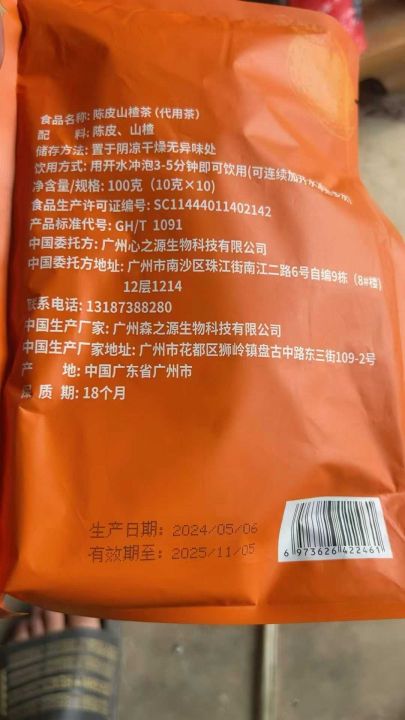 食品名称: 陈皮山楂茶 (代用茶)
配 料: 陈皮、山楂
储存方法: 置于阴凉干燥无异味处
饮用方式: 用开水冲泡3-5分钟即可饮用(可连续加开水
净含量/规格: 100克 (10克×10)
食品生产许可证编号: SC11444011402142
产品标准代号: GH/T 1091
中国委托方: 广州心之源生物科技有限公司
中国委托方地址: 广州市南沙区珠江街南江二路6号自编9栋 (8#楼)
12层1214
联系电话: 13187388280
中国生产厂家: 广州森之源生物科技有限公司
中国生产厂家地址: 广州市花都区狮岭镇盘古中路东三街109-2号
产 地: 中国广东省广州市
保 质 期: 18个月
生产日期: 2024/05/06
有效期至: 2025/11/05
6 973626 422461